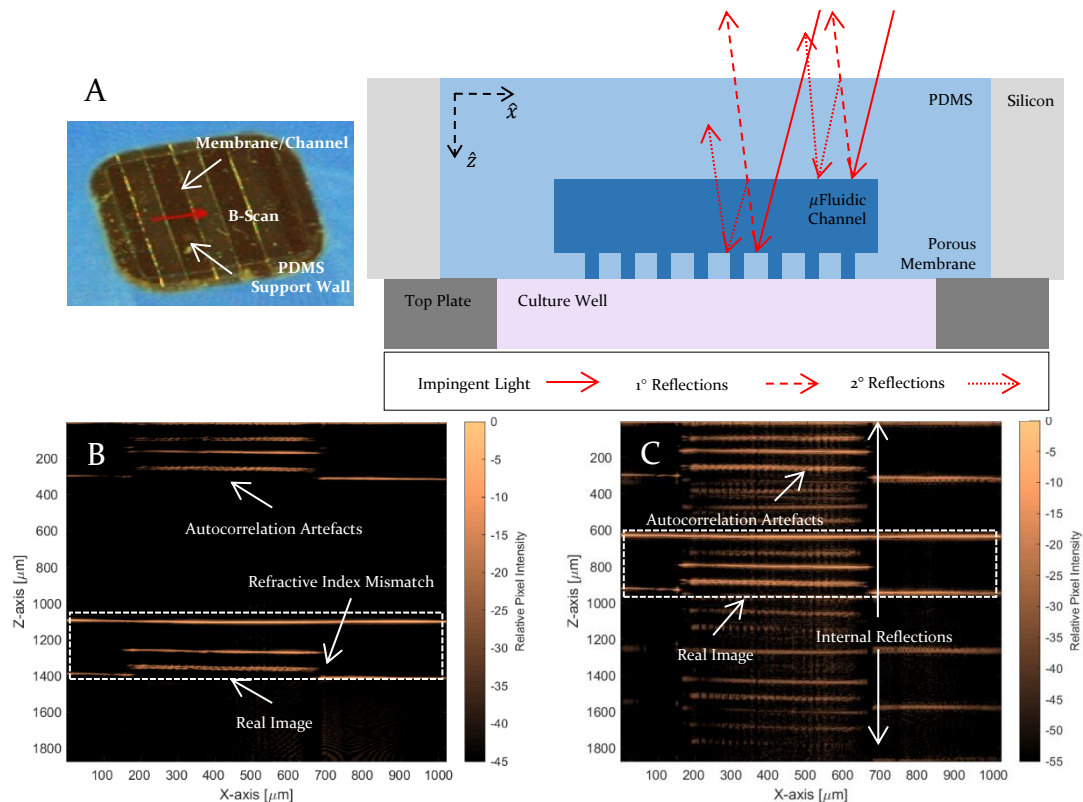 A
Membrane/Channel
B-Scan
PDMS
Support Wall
x̂
ẑ
PDMS
Silicon
µFluidic
Channel
Porous
Membrane
Top Plate
Culture Well
Impingent Light
1° Reflections
2° Reflections
B
Autocorrelation Artefacts
Refractive Index Mismatch
Real Image
Z-axis [μm]
200
400
600
800
1000
1200
1400
1600
1800
100 200 300 400 500 600 700 800 900 1000
X-axis [μm]
0
-5
-10
-15
-20
-25
-30
-35
-40
-45
Relative Pixel Intensity
C
Autocorrelation Artefacts
Real Image
Internal Reflections
Z-axis [μm]
200
400
600
800
1000
1200
1400
1600
1800
100 200 300 400 500 600 700 800 900 1000
X-axis [μm]
0
-5
-10
-15
-20
-25
-30
-35
-40
-45
-50
-55
Relative Pixel Intensity